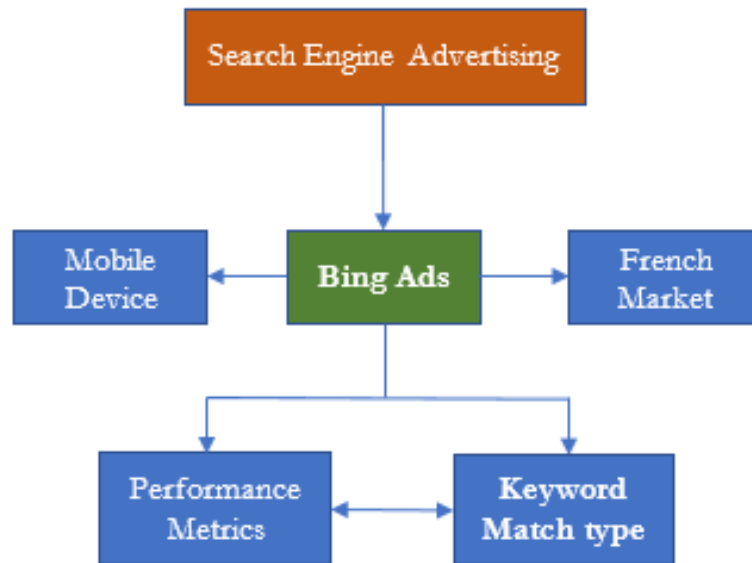 Search Engine Advertising
Mobile
Device
Bing Ads
French
Market
Performance
Metrics
Keyword
Match type